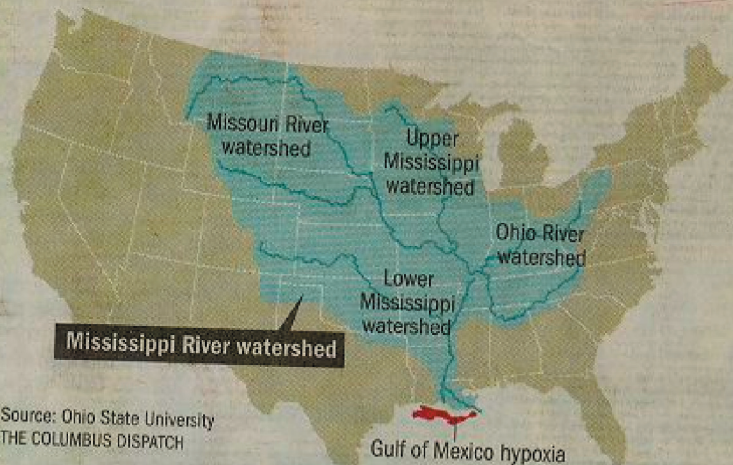 Missouri River
watershed
Upper
Mississippi
watershed
Ohio River
watershed
Lower
Mississippi
watershed
Mississippi River watershed
Source: Ohio State University
THE COLUMBUS DISPATCH
Gulf of Mexico hypoxia